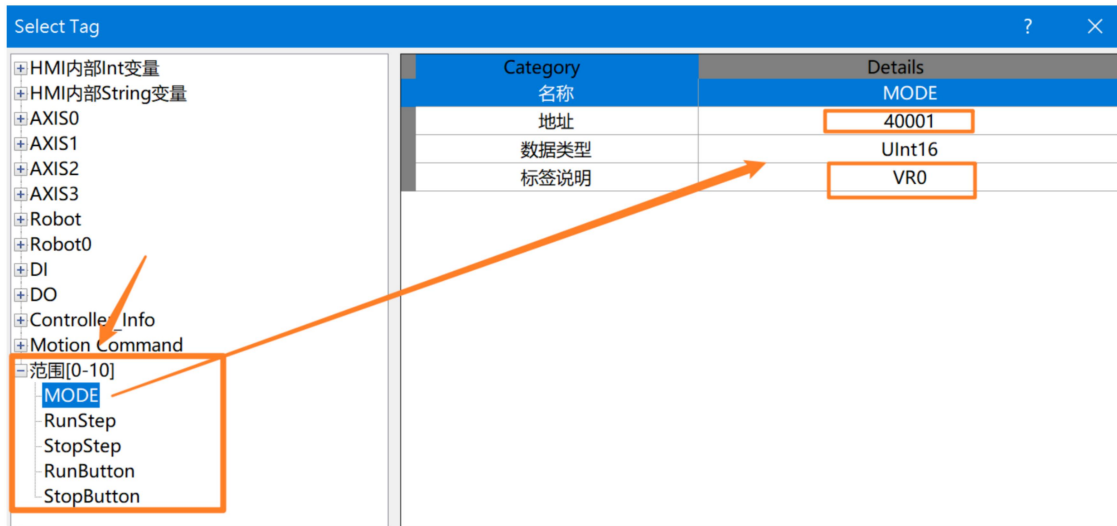 Select Tag
? ×
HMI内部Int变量
HMI内部String变量
AXIS0
AXIS1
AXIS2
AXIS3
Robot
Robot0
DI
DO
Controller_Info
Motion Command
范围[0-10]
MODE
RunStep
StopStep
RunButton
StopButton
Category Details
名称 MODE
地址 40001
数据类型 UInt16
标签说明 VR0